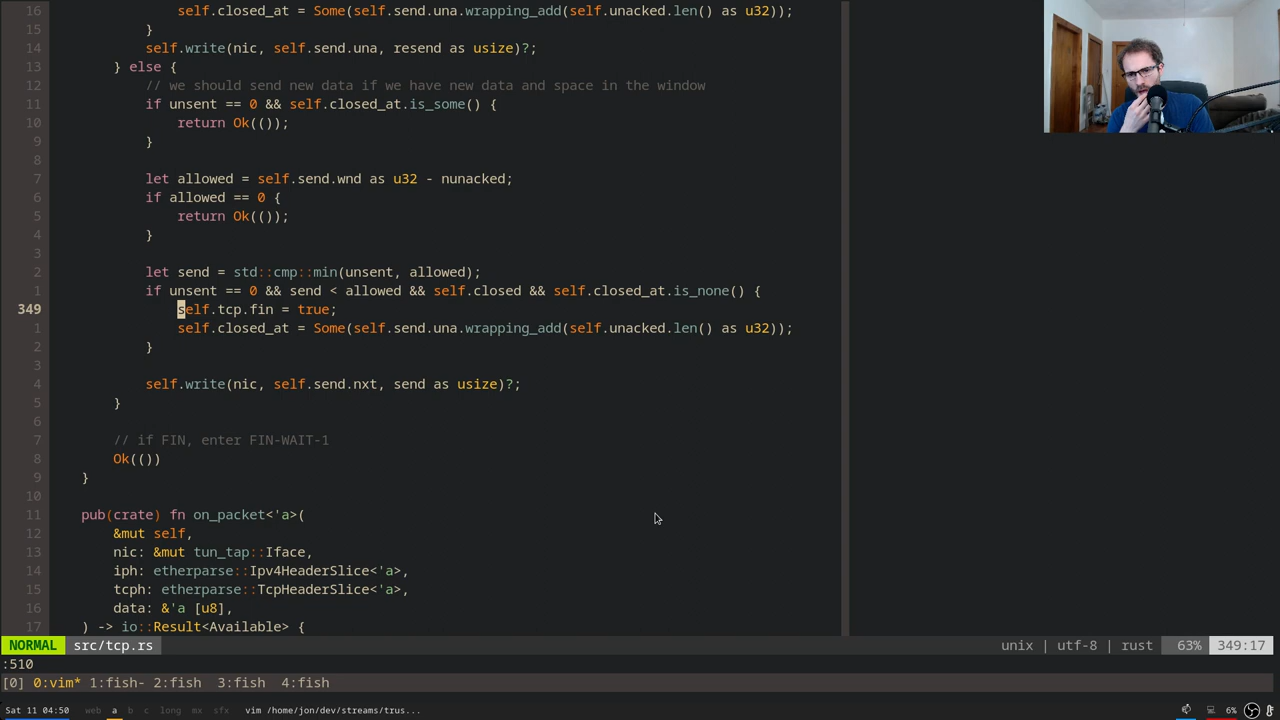 16                self.closed_at = Some(self.send.una.wrapping_add(self.unacked.len() as u32));
15            }
14            self.write(nic, self.send.una, resend as usize)?;
13        } else {
12            // we should send new data if we have new data and space in the window
11            if unsent == 0 && self.closed_at.is_some() {
10                return Ok(());
9            }
8
7            let allowed = self.send.wnd as u32 - nunacked;
6            if allowed == 0 {
5                return Ok(());
4            }
3
2            let send = std::cmp::min(unsent, allowed);
1            if unsent == 0 && send < allowed && self.closed && self.closed_at.is_none() {
349                self.tcp.fin = true;
1                self.closed_at = Some(self.send.una.wrapping_add(self.unacked.len() as u32));
2            }
3
4            self.write(nic, self.send.nxt, send as usize)?;
5        }
6
7        // if FIN, enter FIN-WAIT-1
8        Ok(())
9    }
10
11    pub(crate) fn on_packet<'a>(
12        &mut self,
13        nic: &mut tun_tap::Iface,
14        iph: etherparse::Ipv4HeaderSlice<'a>,
15        tcph: etherparse::TcpHeaderSlice<'a>,
16        data: &'a [u8],
17    ) -> io::Result<Available> {
NORMAL src/tcp.rs unix | utf-8 | rust 63% 349:17
:510
[0] 0:vim* 1:fish- 2:fish 3:fish 4:fish
Sat 11 04:50 web a b c long mx sfx vim /home/jon/dev/streams/trus... 6%